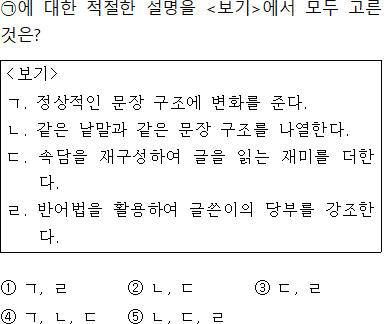 ㉠에 대한 적절한 설명을 <보기>에서 모두 고른
것은?
<보기>
ㄱ. 정상적인 문장 구조에 변화를 준다.
ㄴ. 같은 낱말과 같은 문장 구조를 나열한다.
ㄷ. 속담을 재구성하여 글을 읽는 재미를 더한
다.
ㄹ. 반어법을 활용하여 글쓴이의 당부를 강조한
다.
① ㄱ, ㄹ ② ㄴ, ㄷ ③ ㄷ, ㄹ
④ ㄱ, ㄴ, ㄷ ⑤ ㄴ, ㄷ, ㄹ